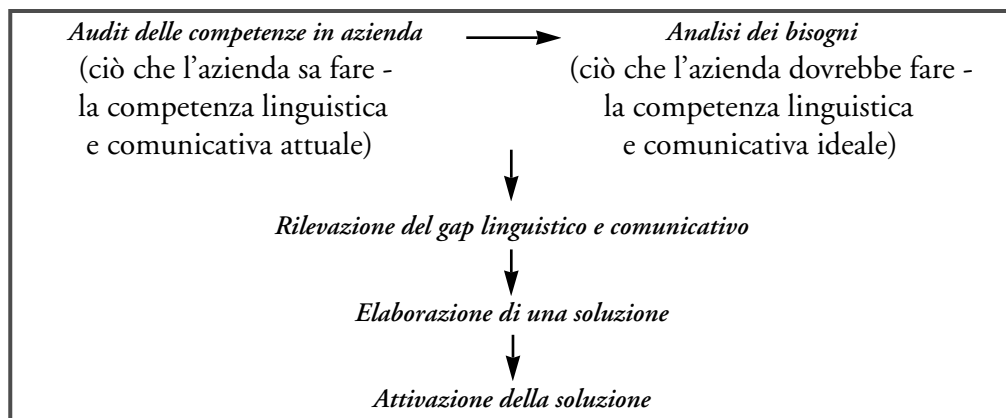 Audit delle competenze in azienda
(ciò che l’azienda sa fare -
la competenza linguistica
e comunicativa attuale)
Analisi dei bisogni
(ciò che l’azienda dovrebbe fare -
la competenza linguistica
e comunicativa ideale)
Rilevazione del gap linguistico e comunicativo
Elaborazione di una soluzione
Attivazione della soluzione